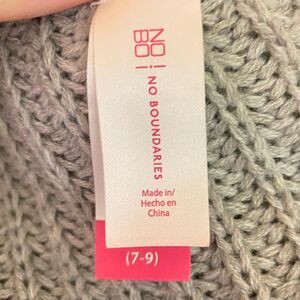 NO!
BO!
NO BOUNDARIES
Made in/
Hecho en
China
(7-9)